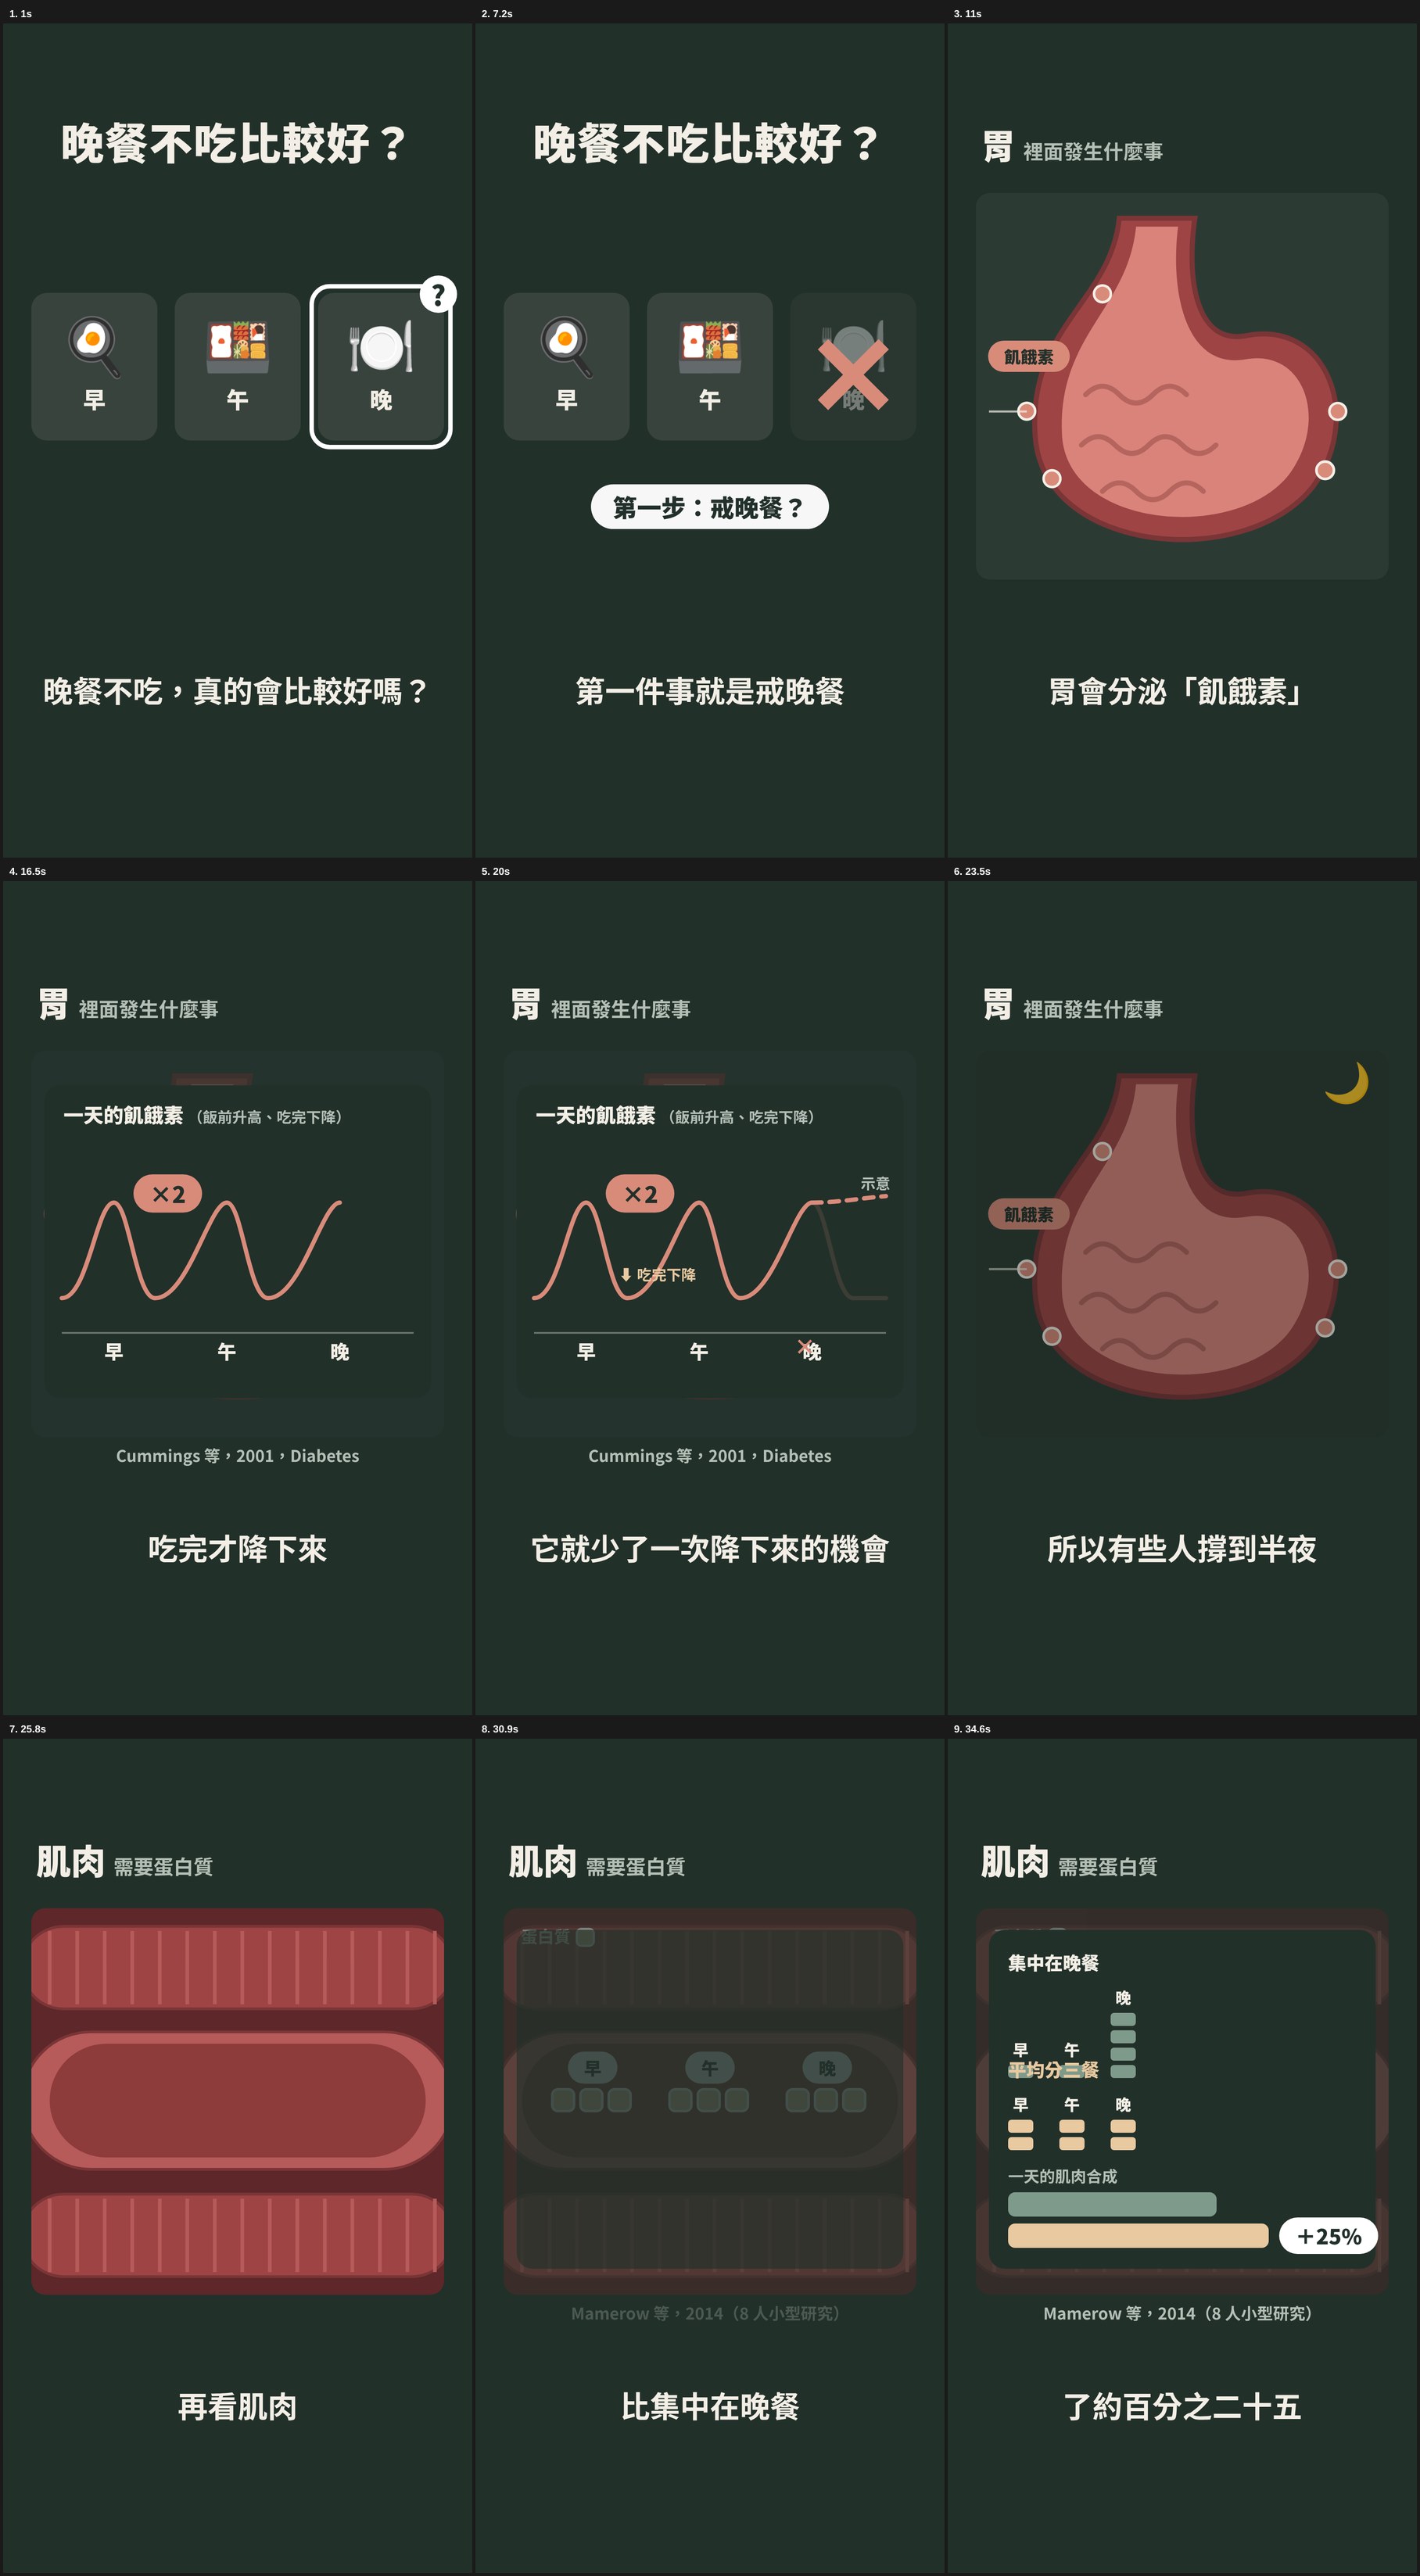 1. 1s
晚餐不吃比較好？
?
早
午
晚
晚餐不吃，真的會比較好嗎？
2. 7.2s
晚餐不吃比較好？
早
午
晚
第一步：戒晚餐？
第一件事就是戒晚餐
3. 11s
胃 裡面發生什麼事
飢餓素
胃會分泌「飢餓素」
4. 16.5s
胃 裡面發生什麼事
一天的飢餓素（飯前升高、吃完下降）
×2
早 午 晚
Cummings 等，2001，Diabetes
吃完才降下來
5. 20s
胃 裡面發生什麼事
一天的飢餓素（飯前升高、吃完下降）
×2
示意
⬇ 吃完下降
早 午 晚
Cummings 等，2001，Diabetes
它就少了一次降下來的機會
6. 23.5s
胃 裡面發生什麼事
飢餓素
所以有些人撐到半夜
7. 25.8s
肌肉 需要蛋白質
再看肌肉
8. 30.9s
肌肉 需要蛋白質
蛋白質
早 午 晚
Mamerow 等，2014（8 人小型研究）
比集中在晚餐
9. 34.6s
肌肉 需要蛋白質
集中在晚餐
晚
早 午
平均分三餐
早 午 晚
一天的肌肉合成
＋25%
Mamerow 等，2014（8 人小型研究）
了約百分之二十五